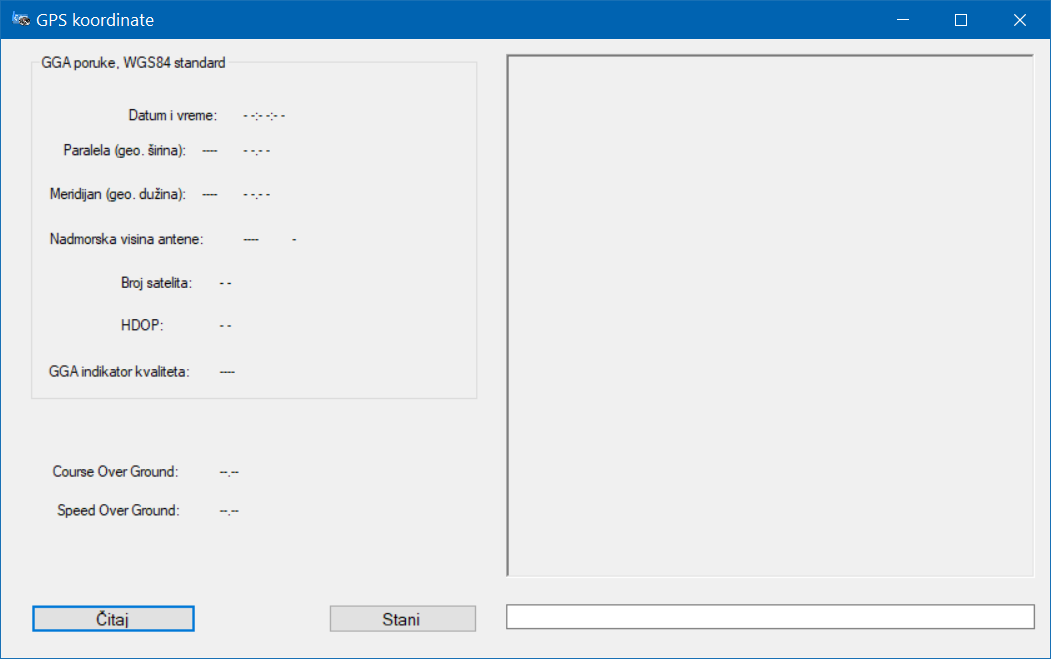 GPS koordinate
GGA poruke, WGS84 standard
Datum i vreme: - -:- -:- -
Paralela (geo. širina): ---- - -.- -
Meridijan (geo. dužina): ---- - -.- -
Nadmorska visina antene: ---- -
Broj satelita: - -
HDOP: - -
GGA indikator kvaliteta: ----
Course Over Ground: --.--
Speed Over Ground: --.--
Čitaj
Stani